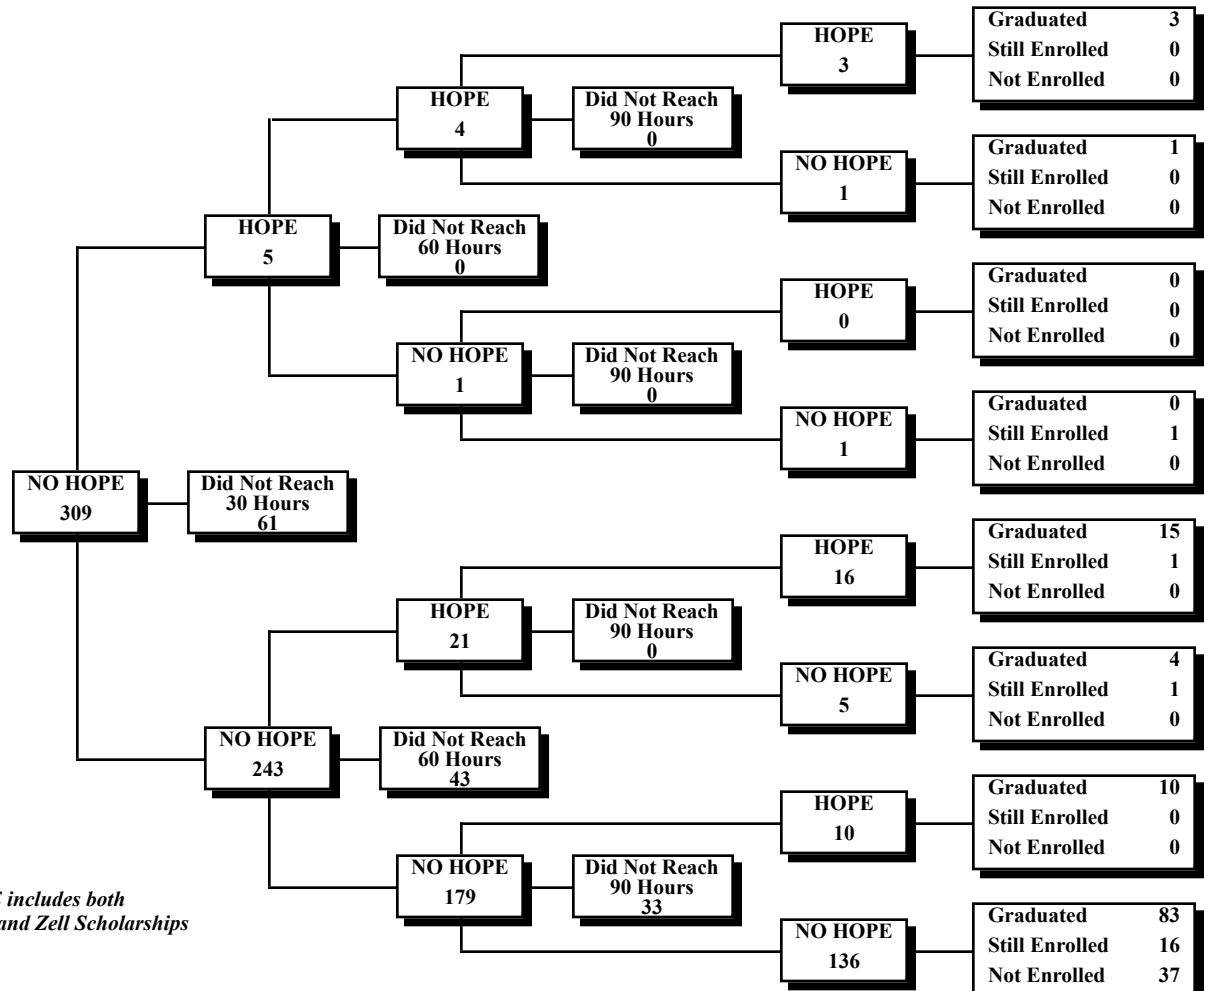 Graduated 3
HOPE
Still Enrolled 0
3
Not Enrolled 0
HOPE
4
Did Not Reach
90 Hours
0
Graduated 1
NO HOPE
Still Enrolled 0
1
Not Enrolled 0
HOPE
5
Did Not Reach
60 Hours
0
Graduated 0
HOPE
Still Enrolled 0
0
Not Enrolled 0
NO HOPE
1
Did Not Reach
90 Hours
0
Graduated 0
NO HOPE
Still Enrolled 1
1
Not Enrolled 0
NO HOPE
309
Did Not Reach
30 Hours
61
Graduated 15
HOPE
Still Enrolled 1
16
Not Enrolled 0
HOPE
21
Did Not Reach
90 Hours
0
Graduated 4
NO HOPE
Still Enrolled 1
5
Not Enrolled 0
NO HOPE
243
Did Not Reach
60 Hours
43
Graduated 10
HOPE
Still Enrolled 0
10
Not Enrolled 0
NO HOPE
179
Did Not Reach
90 Hours
33
includes both
and Zell Scholarships
Graduated 83
NO HOPE
Still Enrolled 16
136
Not Enrolled 37